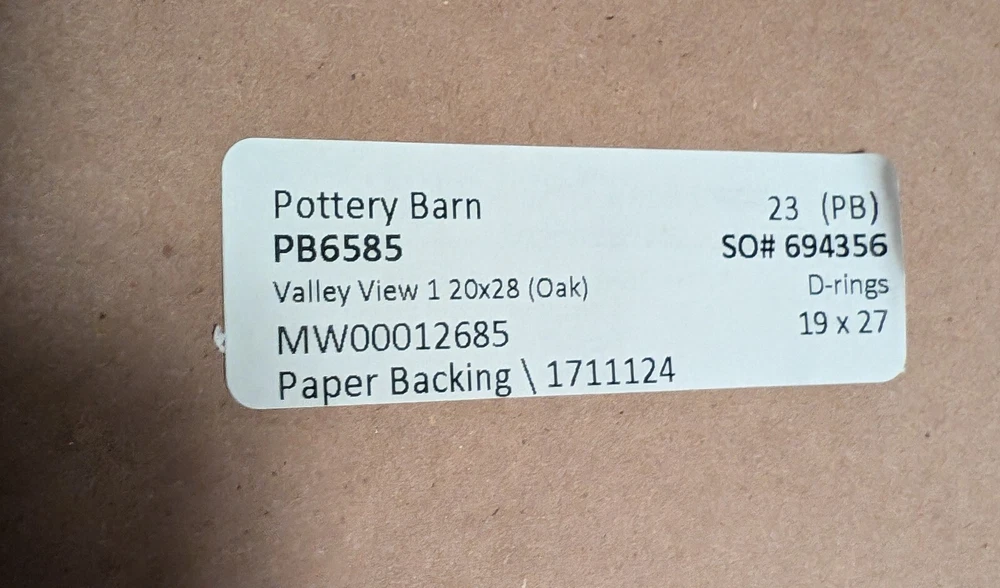 Pottery Barn 23 (PB)
PB6585 SO# 694356
Valley View 1 20x28 (Oak) D-rings
MW00012685 19 x 27
Paper Backing \ 1711124